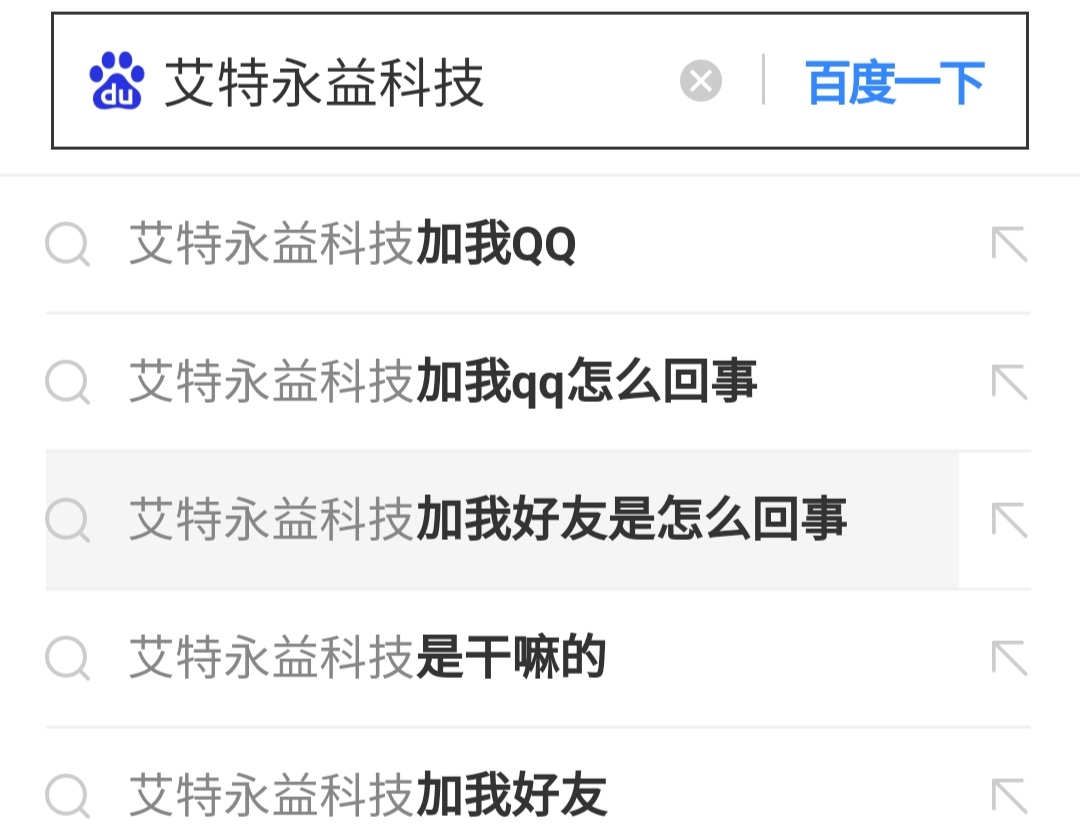 du 艾特永益科技 百度一下
艾特永益科技加我QQ
艾特永益科技加我qq怎么回事
艾特永益科技加我好友是怎么回事
艾特永益科技是干嘛的
艾特永益科技加我好友